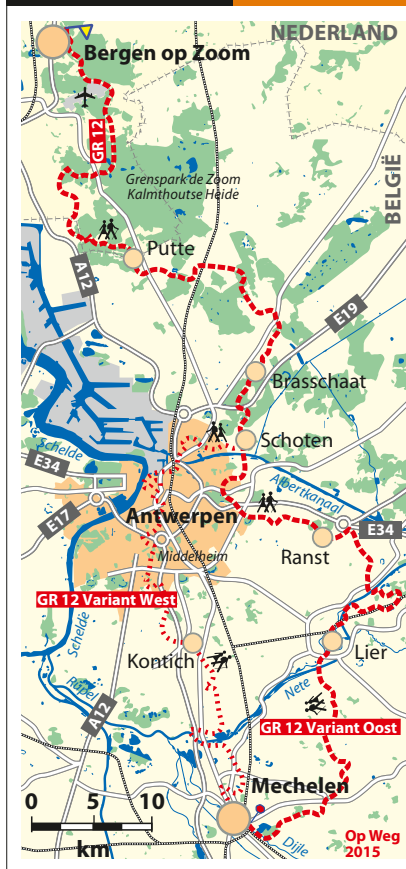 NEDERLAND
Bergen op Zoom
GR 12
Grenspark de Zoom
Kalmthoutse Heide
BELGIË
Putte
A12
E19
Brasschaat
Schoten
Schelde
E34
Albertkanaal
E17
Antwerpen
E34
Middelheim
Ranst
GR 12 Variant West
Schelde
Kontich
Lier
Rupel
Nete
A12
GR 12 Variant Oost
Mechelen
0 5 10
km
Dijle
Op Weg
2015